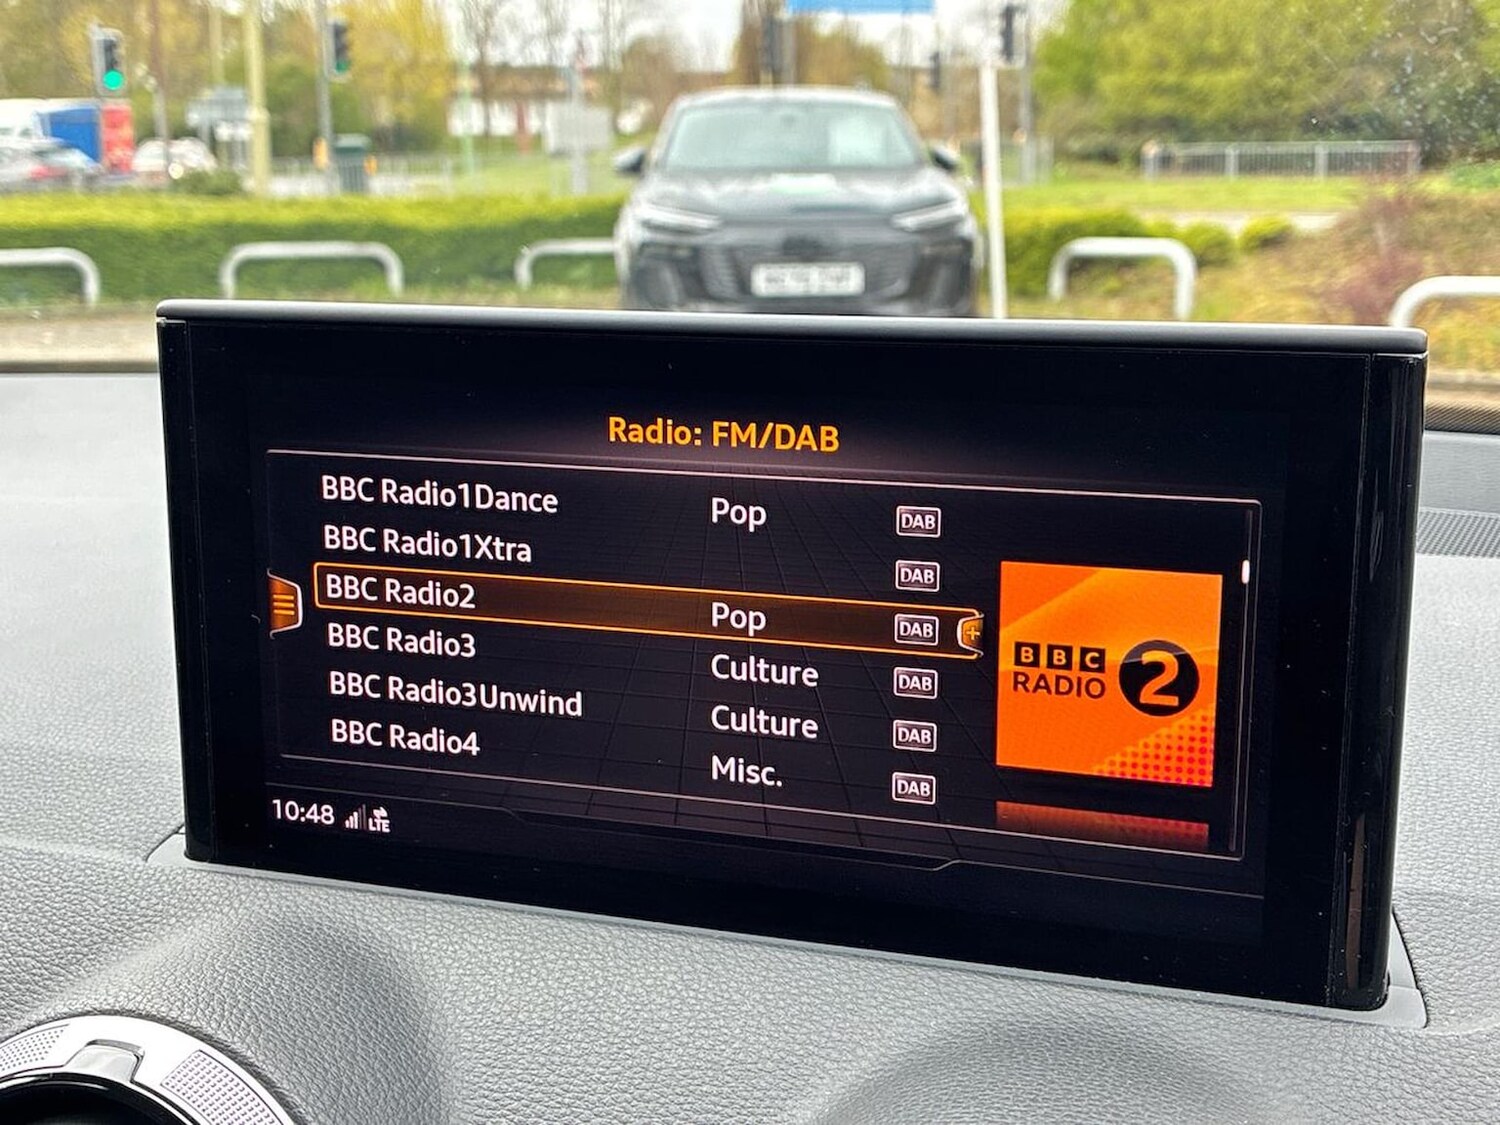 Radio: FM/DAB
BBC Radio1Dance Pop DAB
BBC Radio1Xtra DAB
BBC Radio2 Pop DAB
BBC Radio3 Culture DAB
BBC Radio3Unwind Culture DAB
BBC Radio4 Misc. DAB
BBC
RADIO 2
10:48 LTE